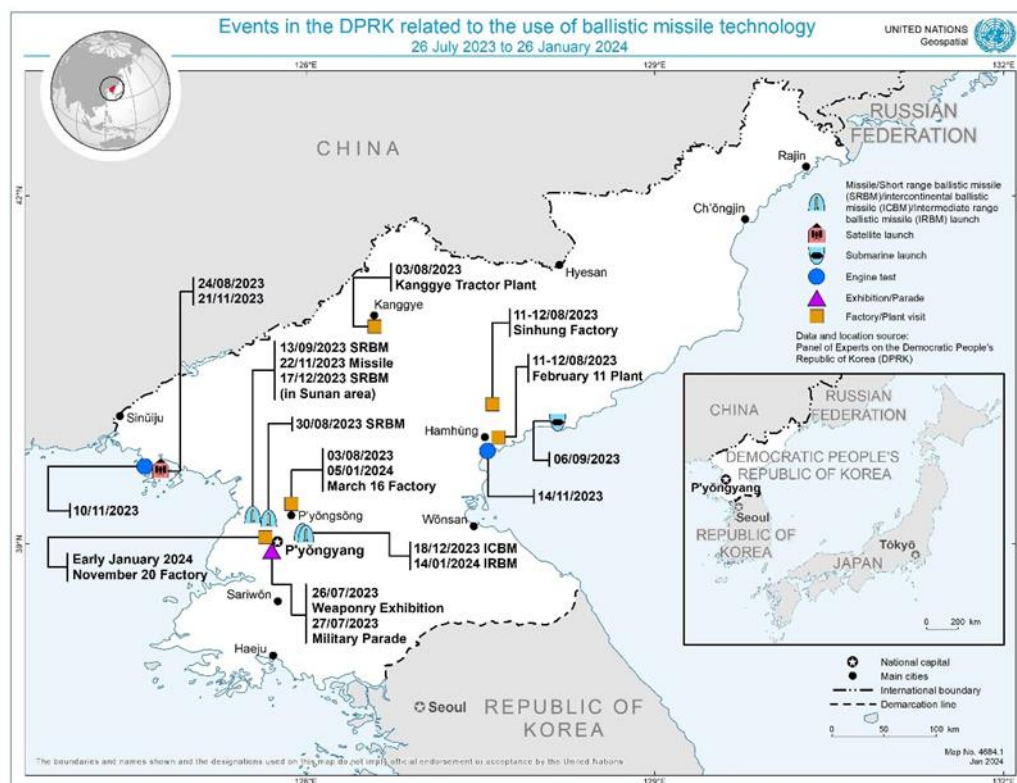 Events in the DPRK related to the use of ballistic missile technology
26 July 2023 to 26 January 2024
UNITED NATIONS
Geospatial
126°E
129°E
132°E
CHINA
RUSSIAN
FEDERATION
Rajin
Ch'ŏngjin
Hyesan
42°N
Missile/Short range ballistic missile
(SRBM)/intercontinental ballistic
missile (ICBM)/Intermediate range
ballistic missile (IRBM) launch
Satellite launch
Submarine launch
Engine test
Exhibition/Parade
Factory/Plant visit
Data and location source:
Panel of Experts on the Democratic People's
Republic of Korea (DPRK)
24/08/2023
21/11/2023
03/08/2023
Kanggye Tractor Plant
Kanggye
11-12/08/2023
Sinhung Factory
13/09/2023 SRBM
22/11/2023 Missile
17/12/2023 SRBM
(in Sunan area)
11-12/08/2023
February 11 Plant
Sinŭiju
30/08/2023 SRBM
Hamhŭng
03/08/2023
05/01/2024
March 16 Factory
06/09/2023
10/11/2023
14/11/2023
P'yŏngsŏng
Wŏnsan
39°N
P'yŏngyang
Early January 2024
November 20 Factory
18/12/2023 ICBM
14/01/2024 IRBM
Sariwŏn
26/07/2023
Weaponry Exhibition
27/07/2023
Military Parade
Haeju
Seoul
REPUBLIC OF
KOREA
CHINA
RUSSIAN
FEDERATION
DEMOCRATIC PEOPLE'S
REPUBLIC OF KOREA
P'yŏngyang
Seoul
REPUBLIC OF
KOREA
Tōkyō
JAPAN
0 200 km
National capital
Main cities
International boundary
Demarcation line
0 50 100 km
Map No. 4684.1
Jan 2024
The boundaries and names shown and the designations used on this map do not imply official endorsement or acceptance by the United Nations
126°E
129°E
132°E